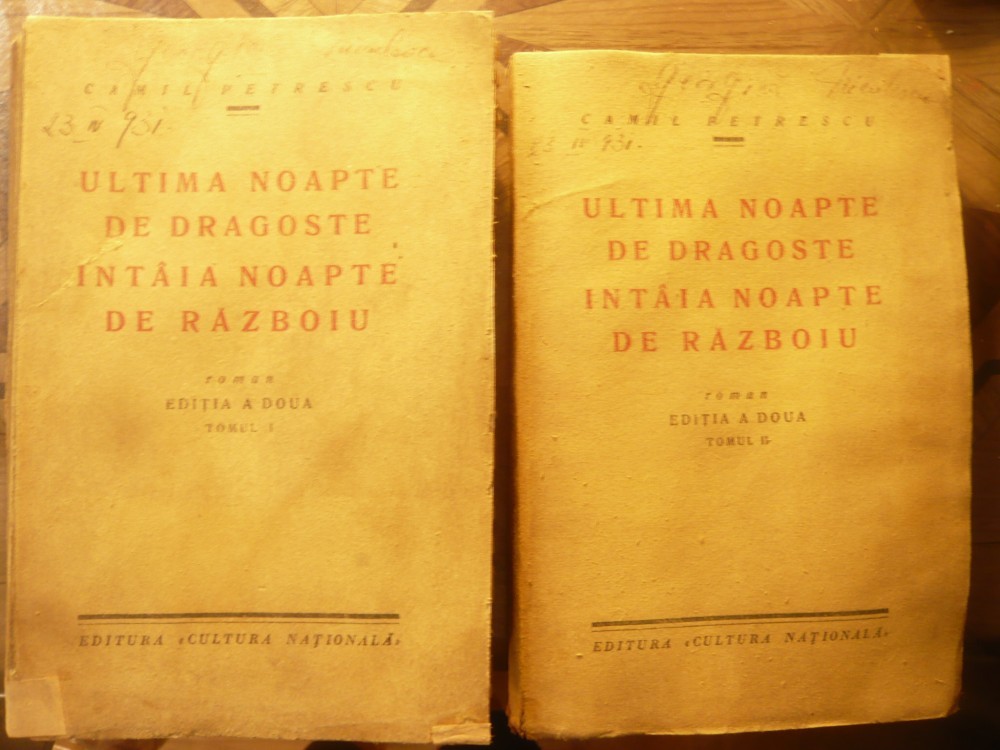 CAMIL PETRESCU
23 IV 931.
ULTIMA NOAPTE
DE DRAGOSTE
INTÂIA NOAPTE
DE RĂZBOIU
roman
EDIȚIA A DOUA
TOMUL I
EDITURA «CULTURA NAȚIONALĂ»
CAMIL PETRESCU
23 IV 931.
ULTIMA NOAPTE
DE DRAGOSTE
INTÂIA NOAPTE
DE RĂZBOIU
roman
EDIȚIA A DOUA
TOMUL II
EDITURA «CULTURA NAȚIONALĂ»